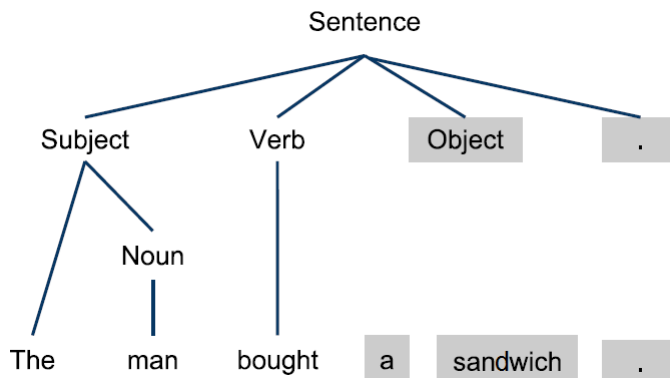 Sentence
Subject Verb Object .
Noun
The man bought a sandwich .